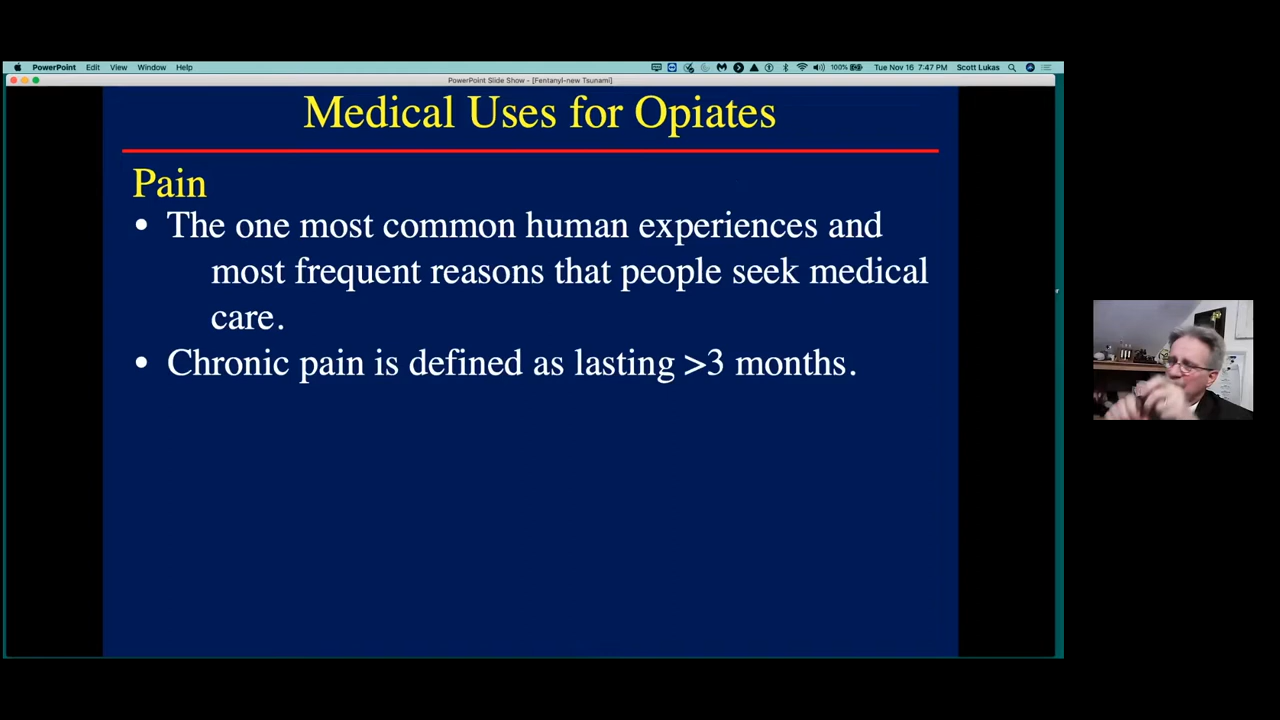 PowerPoint Edit View Window Help 100% Tue Nov 16 7:47 PM Scott Lukas
PowerPoint Slide Show - [Fentanyl-new Tsunami]
Medical Uses for Opiates
Pain
• The one most common human experiences and
most frequent reasons that people seek medical
care.
• Chronic pain is defined as lasting >3 months.